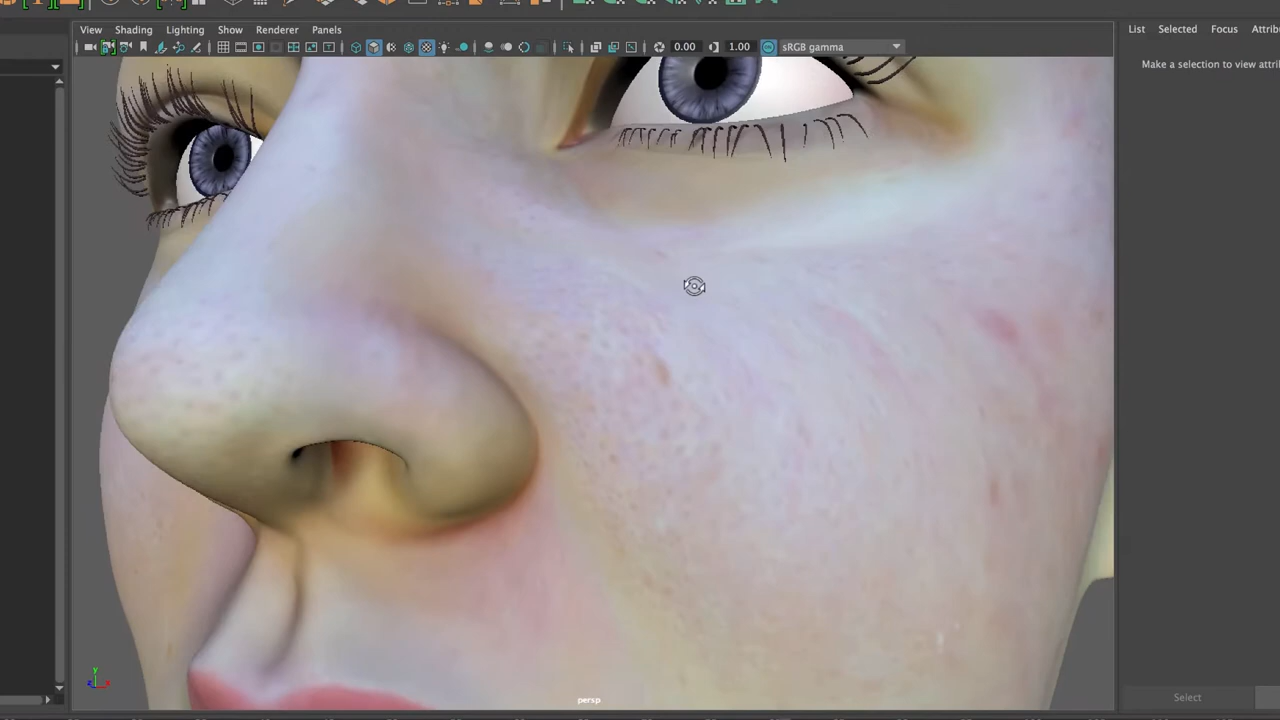 View Shading Lighting Show Renderer Panels
List Selected Focus Attrib
0.00 1.00 sRGB gamma
Make a selection to view attri
y
z x
persp
Select